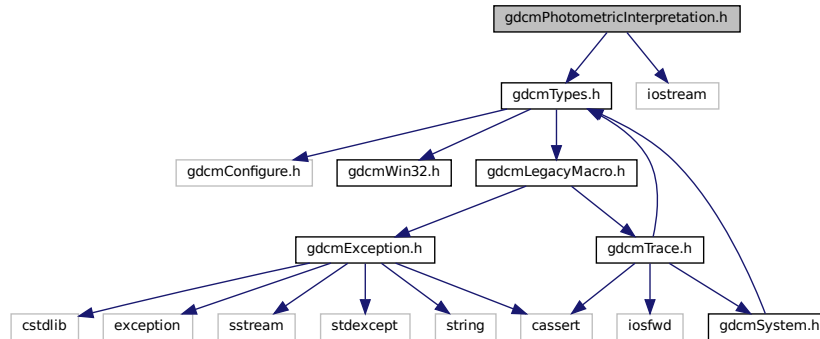 gdcmPhotometricInterpretation.h
gdcmTypes.h
iostream
gdcmConfigure.h
gdcmWin32.h
gdcmLegacyMacro.h
gdcmException.h
gdcmTrace.h
cstdlib
exception
sstream
stdexcept
string
cassert
iosfwd
gdcmSystem.h